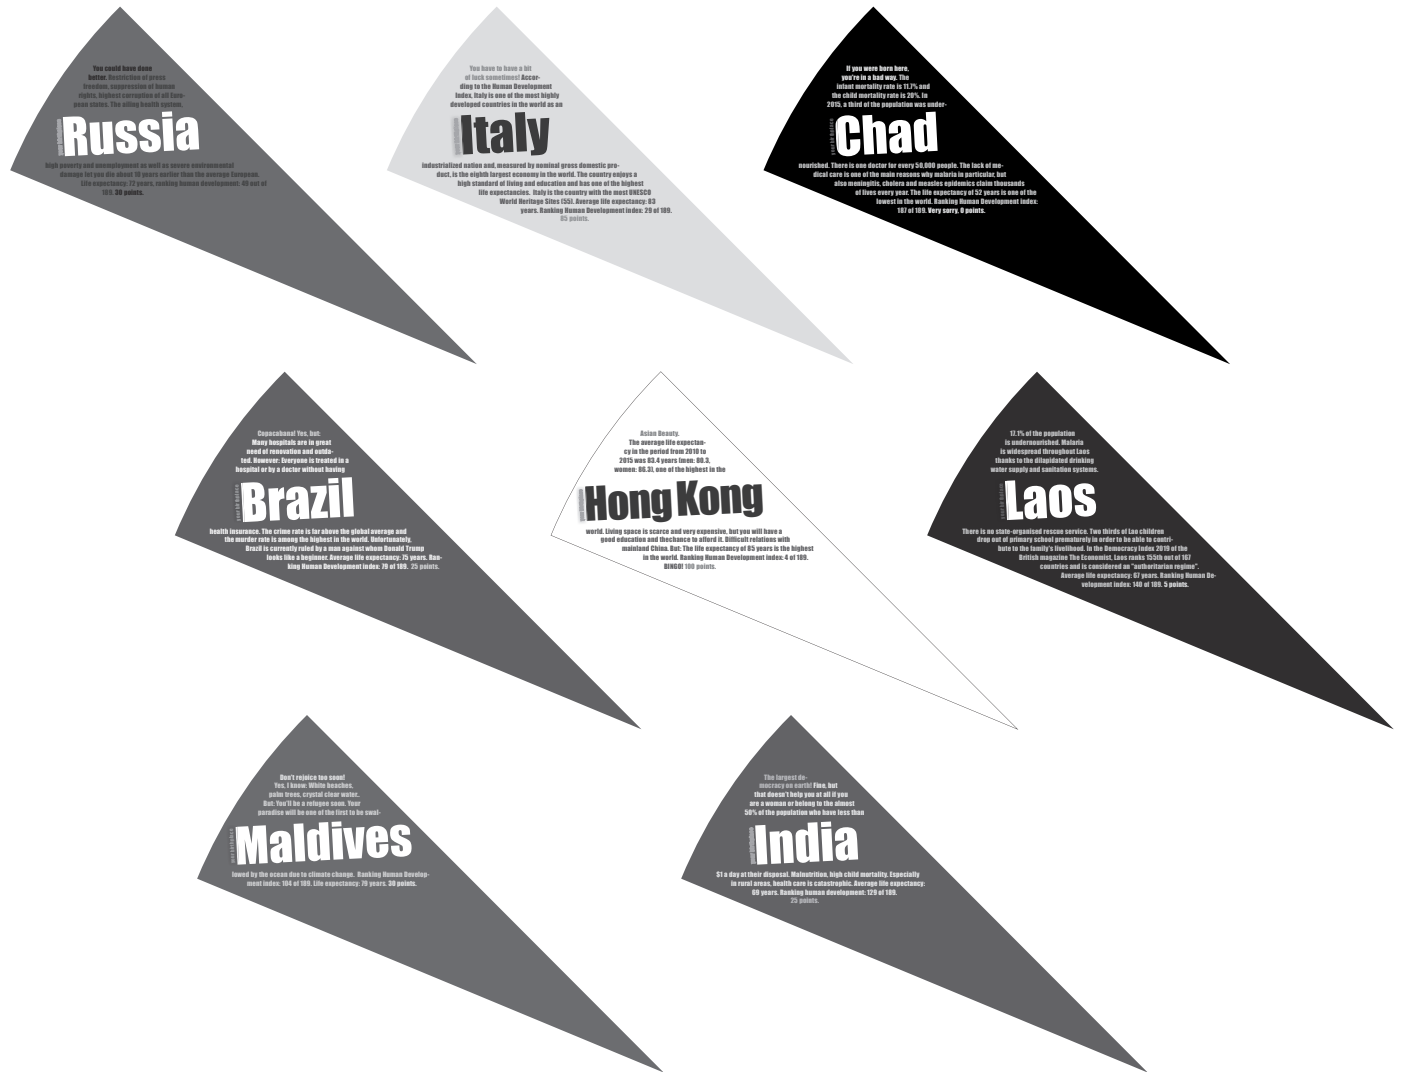 You could have done
better. Restriction of press
freedom, suppression of human
rights, highest corruption of all Euro-
pean states. The ailing health system,
Russia
high poverty and unemployment as well as severe environmental
damage let you die about 10 years earlier than the average European.
Life expectancy: 72 years, ranking human development: 49 out of
189. 30 points.
You have to have a bit
of luck sometimes! Accor-
ding to the Human Development
Index, Italy is one of the most highly
developed countries in the world as an
Italy
industrialized nation and, measured by nominal gross domestic pro-
duct, is the eighth largest economy in the world. The country enjoys a
high standard of living and education and has one of the highest
life expectancies. Italy is the country with the most UNESCO
World Heritage Sites (55). Average life expectancy: 83
years. Ranking Human Development index: 29 of 189.
85 points.
If you were born here,
you're in a bad way. The
infant mortality rate is 11.7% and
the child mortality rate is 20%. In
2015, a third of the population was under-
Chad
nourished. There is one doctor for every 50,000 people. The lack of me-
dical care is one of the main reasons why malaria in particular, but
also meningitis, cholera and measles epidemics claim thousands
of lives every year. The life expectancy of 52 years is one of the
lowest in the world. Ranking Human Development index:
187 of 189. Very sorry, 0 points.
Copacabana! Yes, but:
Many hospitals are in great
need of renovation and outda-
ted. However: Everyone is treated in a
hospital or by a doctor without having
Brazil
health insurance. The crime rate is far above the global average and
the murder rate is among the highest in the world. Unfortunately,
Brazil is currently ruled by a man against whom Donald Trump
looks like a beginner. Average life expectancy: 75 years. Ran-
king Human Development index: 79 of 189. 25 points.
Asian Beauty.
The average life expectan-
cy in the period from 2010 to
2015 was 83.4 years (men: 80.3,
women: 86.3), one of the highest in the
Hong Kong
world. Living space is scarce and very expensive, but you will have a
good education and thechance to afford it. Difficult relations with
mainland China. But: The life expectancy of 85 years is the highest
in the world. Ranking Human Development index: 4 of 189.
BINGO! 100 points.
17.1% of the population
is undernourished. Malaria
is widespread throughout Laos
thanks to the dilapidated drinking
water supply and sanitation systems.
Laos
There is no state-organised rescue service. Two thirds of Lao children
drop out of primary school prematurely in order to be able to contri-
bute to the family's livelihood. In the Democracy Index 2019 of the
British magazine The Economist, Laos ranks 155th out of 167
countries and is considered an "authoritarian regime".
Average life expectancy: 67 years. Ranking Human De-
velopment index: 140 of 189. 5 points.
Don't rejoice too soon!
Yes, I know: White beaches,
palm trees, crystal clear water..
But: You'll be a refugee soon. Your
paradise will be one of the first to be swal-
Maldives
lowed by the ocean due to climate change. Ranking Human Develop-
ment index: 104 of 189. Life expectancy: 79 years. 30 points.
The largest de-
mocracy on earth! Fine, but
that doesn't help you at all if you
are a woman or belong to the almost
50% of the population who have less than
India
$1 a day at their disposal. Malnutrition, high child mortality. Especially
in rural areas, health care is catastrophic. Average life expectancy:
69 years. Ranking human development: 129 of 189.
25 points.